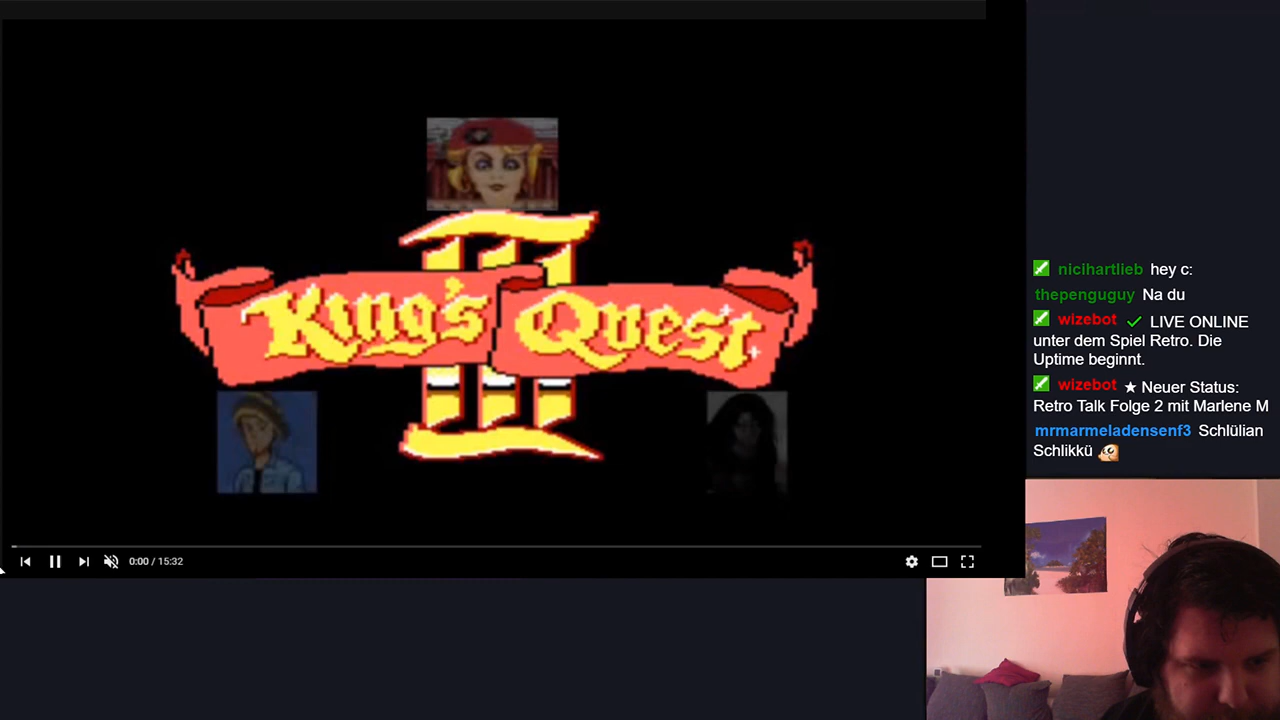 III
King's Quest
0:00 / 15:32
nicihartlieb hey c:
thepenguguy Na du
wizebot ✓ LIVE ONLINE
unter dem Spiel Retro. Die
Uptime beginnt.
wizebot ★ Neuer Status:
Retro Talk Folge 2 mit Marlene M
mrmarmeladensenf3 Schlülian
Schlikkü